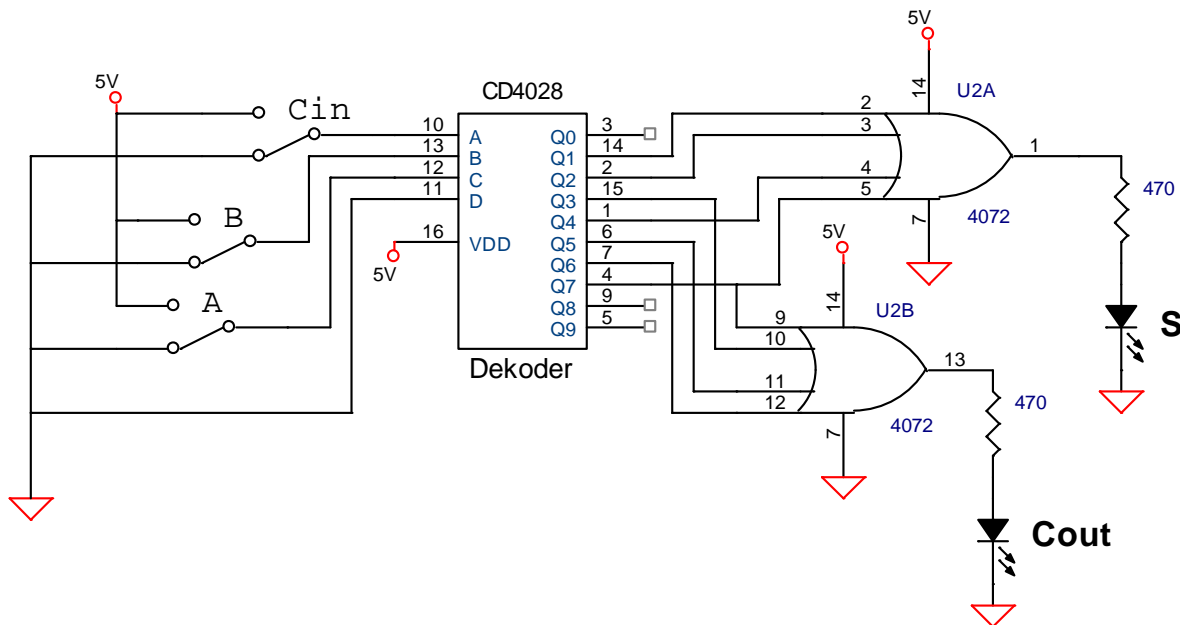 5V
Cin
B
A
CD4028
10
13
12
11
16
5V
A
B
C
D
VDD
Q0
Q1
Q2
Q3
Q4
Q5
Q6
Q7
Q8
Q9
3
14
2
15
1
6
7
4
9
5
Dekoder
5V
14
U2A
2
3
4
5
1
7
4072
470
S
5V
14
U2B
9
10
11
12
13
7
4072
470
Cout